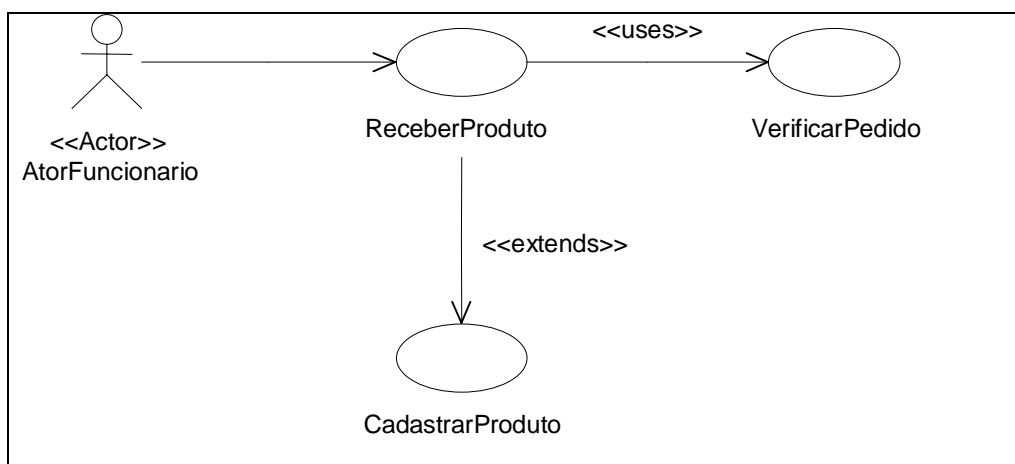 <<uses>>
ReceberProduto
VerificarPedido
<<Actor>>
AtorFuncionario
<<extends>>
CadastrarProduto